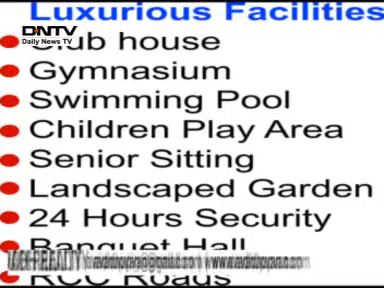 Luxurious Facilities
DNTV
Daily News TV
Club house
Gymnasium
Swimming Pool
Children Play Area
Senior Sitting
Landscaped Garden
24 Hours Security
Banquet Hall
RCC Roads